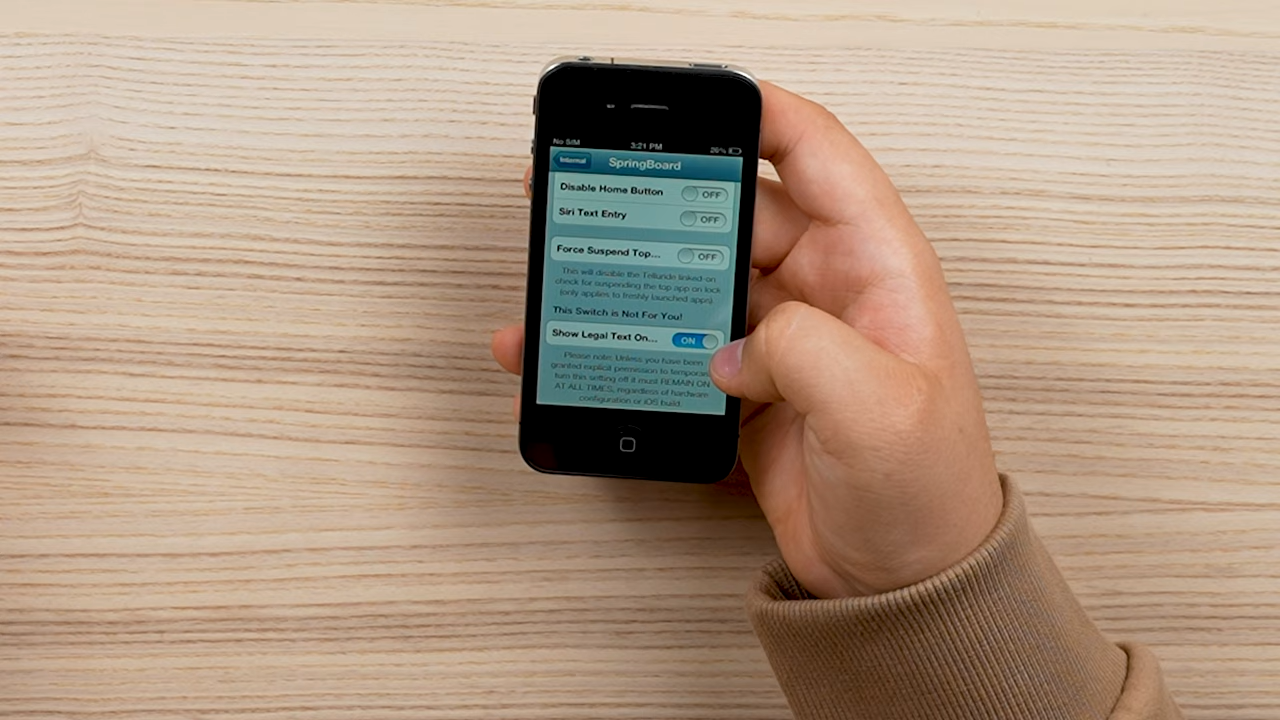 No SIM 3:21 PM 26%
Internal SpringBoard
Disable Home Button OFF
Siri Text Entry OFF
Force Suspend Top... OFF
This will disable the Telluride linked-on
check for suspending the top app on lock
(only applies to freshly launched apps).
This Switch is Not For You!
Show Legal Text On... ON
Please note: Unless you have been
granted explicit permission to
turn this setting off it must REMAIN ON
AT ALL TIMES, regardless of hardware
configuration or iOS build.